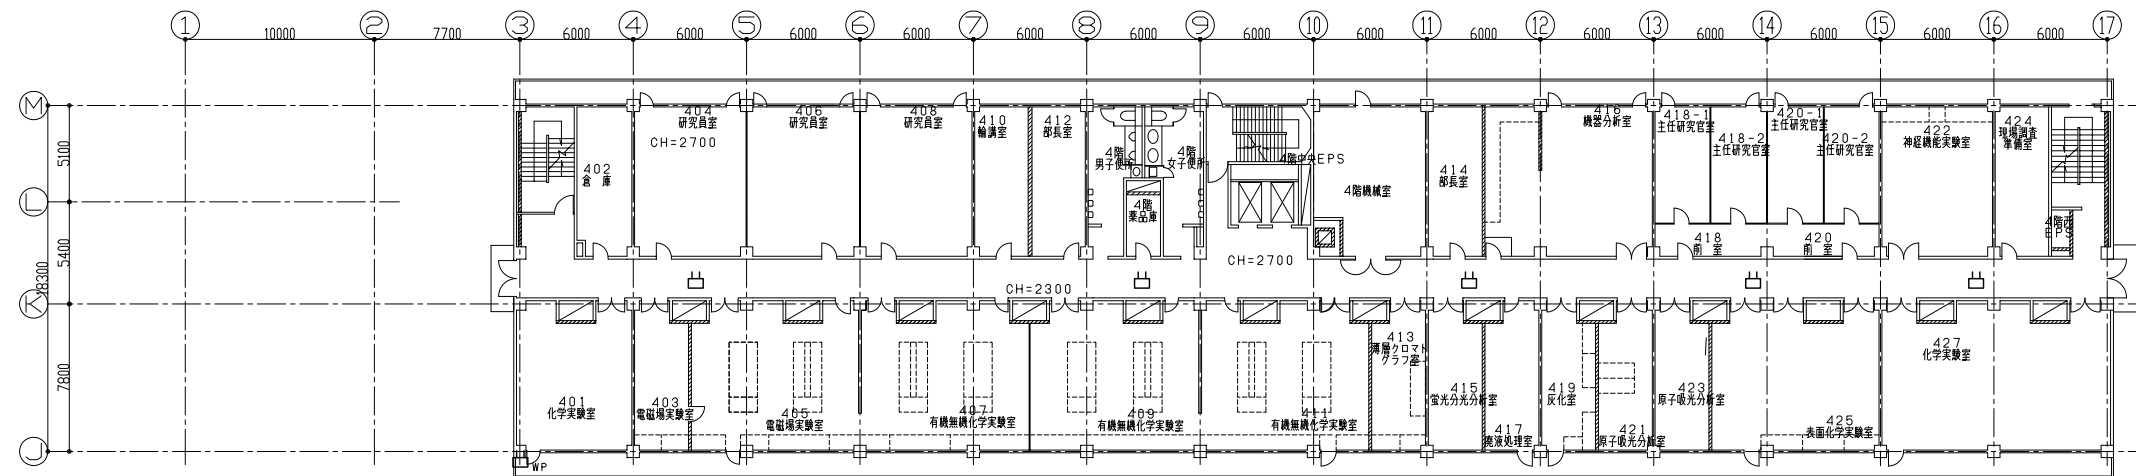 1 2 3 4 5 6 7 8 9 10 11 12 13 14 15 16 17
10000 7700 6000 6000 6000 6000 6000 6000 6000 6000 6000 6000 6000 6000 6000 6000
M
L
K
J
5100
5400
18300
7800
402
倉 庫
404
研究員室
CH=2700
406
研究員室
408
研究員室
410
輪講室
412
部長室
4階
男子便所
4階
女子便所
4階
薬品庫
4階中央EPS
4階機械室
414
部長室
416
機器分析室
418-1
主任研究官室
418-2
主任研究官室
420-1
主任研究官室
420-2
主任研究官室
422
神経機能実験室
424
現場調査
準備室
4階西
EPS
418
前 室
420
前 室
CH=2700
CH=2300
401
化学実験室
403
電磁場実験室
405
電磁場実験室
407
有機無機化学実験室
409
有機無機化学実験室
411
有機無機化学実験室
413
薄層クロマト
グラフ室
415
蛍光分光分析室
417
廃液処理室
419
灰化室
421
原子吸光分析室
423
原子吸光分析室
425
表面化学実験室
427
化学実験室
WP